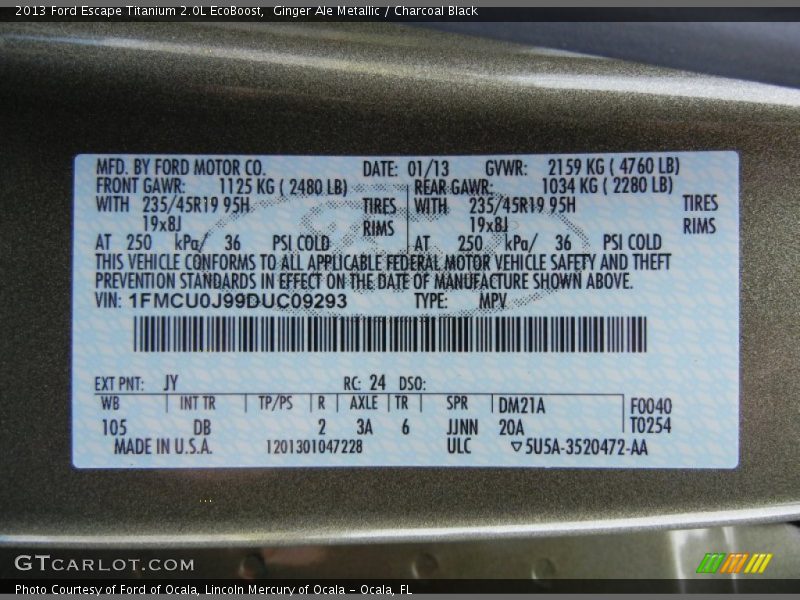 2013 Ford Escape Titanium 2.0L EcoBoost, Ginger Ale Metallic / Charcoal Black
MFD. BY FORD MOTOR CO. DATE: 01/13 GVWR: 2159 KG ( 4760 LB)
FRONT GAWR: 1125 KG ( 2480 LB) REAR GAWR: 1034 KG ( 2280 LB)
WITH 235/45R19 95H TIRES WITH 235/45R19 95H TIRES
19x8J RIMS 19x8J RIMS
AT 250 kPa/ 36 PSI COLD AT 250 kPa/ 36 PSI COLD
THIS VEHICLE CONFORMS TO ALL APPLICABLE FEDERAL MOTOR VEHICLE SAFETY AND THEFT
PREVENTION STANDARDS IN EFFECT ON THE DATE OF MANUFACTURE SHOWN ABOVE.
VIN: 1FMCU0J99DUC09293 TYPE: MPV
EXT PNT: JY RC: 24 DSO:
WB INT TR TP/PS R AXLE TR SPR DM21A F0040
105 DB 2 3A 6 JJNN 20A T0254
MADE IN U.S.A. 1201301047228 ULC ▽5U5A-3520472-AA
GTCARLOT.COM
Photo Courtesy of Ford of Ocala, Lincoln Mercury of Ocala – Ocala, FL